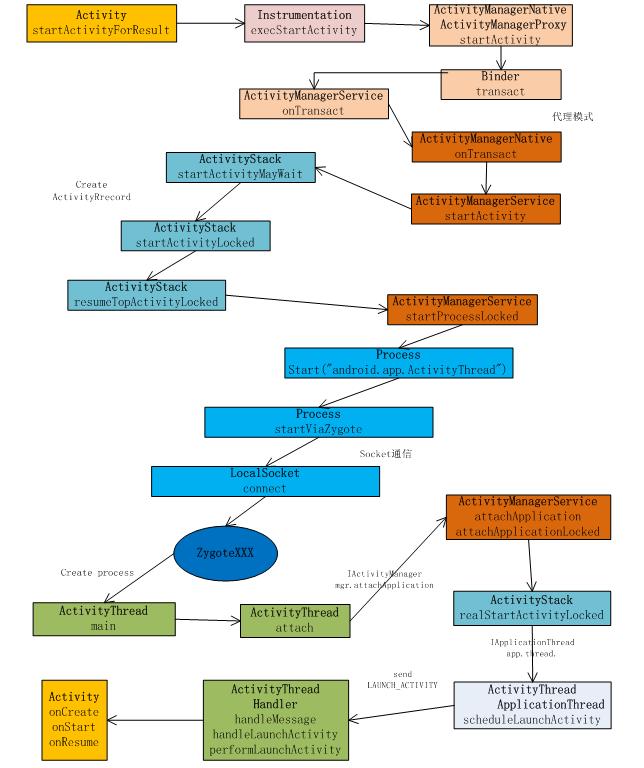 Activity
startActivityForResult
Instrumentation
execStartActivity
ActivityManagerNative
ActivityManagerProxy
startActivity
Binder
transact
ActivityManagerService
onTransact
代理模式
ActivityManagerNative
onTransact
ActivityStack
startActivityMayWait
Create
ActivityRrecord
ActivityManagerService
startActivity
ActivityStack
startActivityLocked
ActivityStack
resumeTopActivityLocked
ActivityManagerService
startProcessLocked
Process
Start("android.app.ActivityThread")
Process
startViaZygote
Socket通信
LocalSocket
connect
ActivityManagerService
attachApplication
attachApplicationLocked
ZygoteXXX
Create process
IActivityManager
mgr.attachApplication
ActivityThread
main
ActivityThread
attach
ActivityStack
realStartActivityLocked
IApplicationThread
app.thread.
send
LAUNCH_ACTIVITY
Activity
onCreate
onStart
onResume
ActivityThread
Handler
handleMessage
handleLaunchActivity
performLaunchActivity
ActivityThread
ApplicationThread
scheduleLaunchActivity